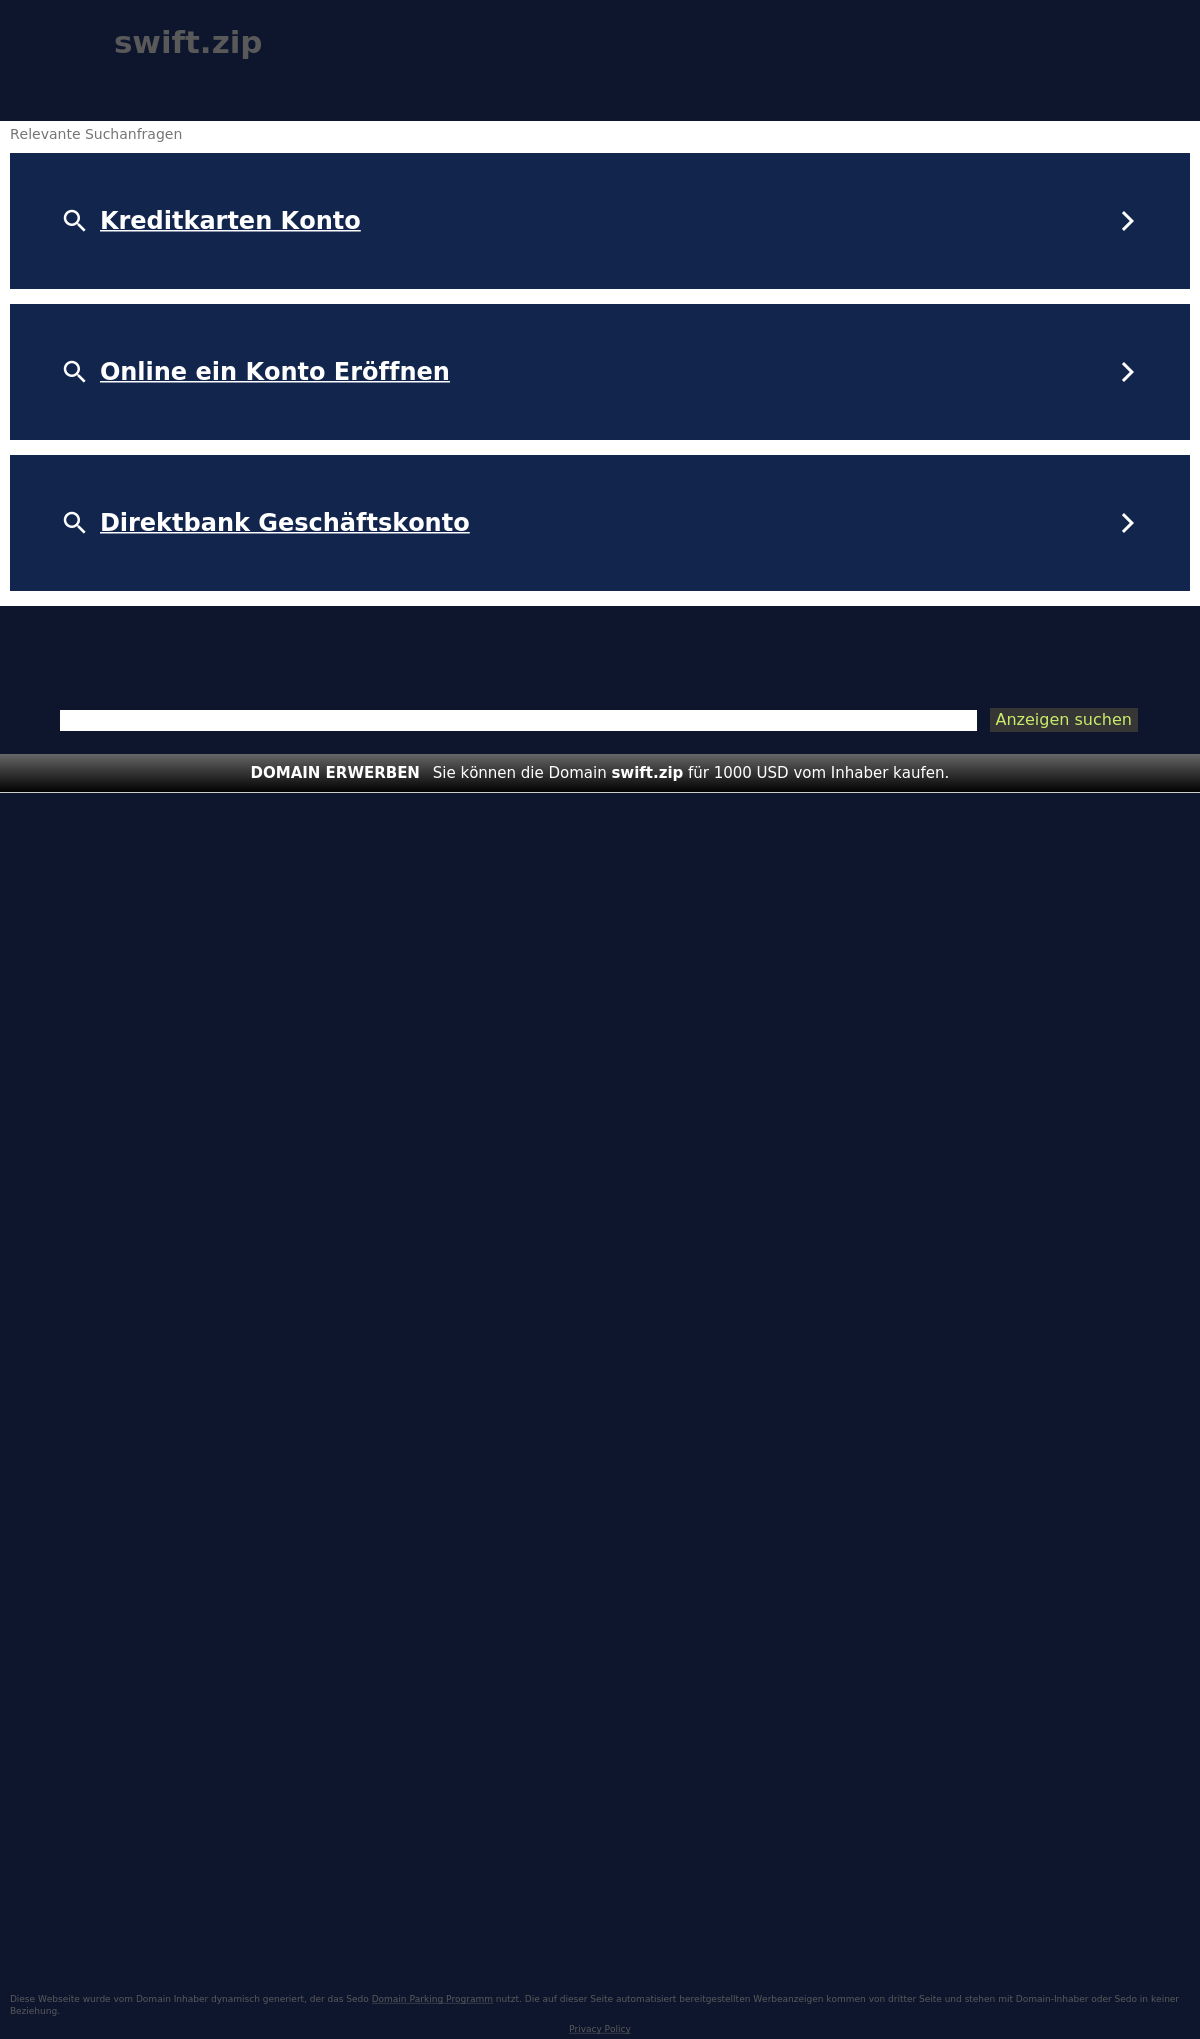 swift.zip
Relevante Suchanfragen
Kreditkarten Konto
Online ein Konto Eröffnen
Direktbank Geschäftskonto
Anzeigen suchen
DOMAIN ERWERBEN Sie können die Domain swift.zip für 1000 USD vom Inhaber kaufen.
Diese Webseite wurde vom Domain Inhaber dynamisch generiert, der das Sedo Domain Parking Programm nutzt. Die auf dieser Seite automatisiert bereitgestellten Werbeanzeigen kommen von dritter Seite und stehen mit Domain-Inhaber oder Sedo in keiner
Beziehung.
Privacy Policy